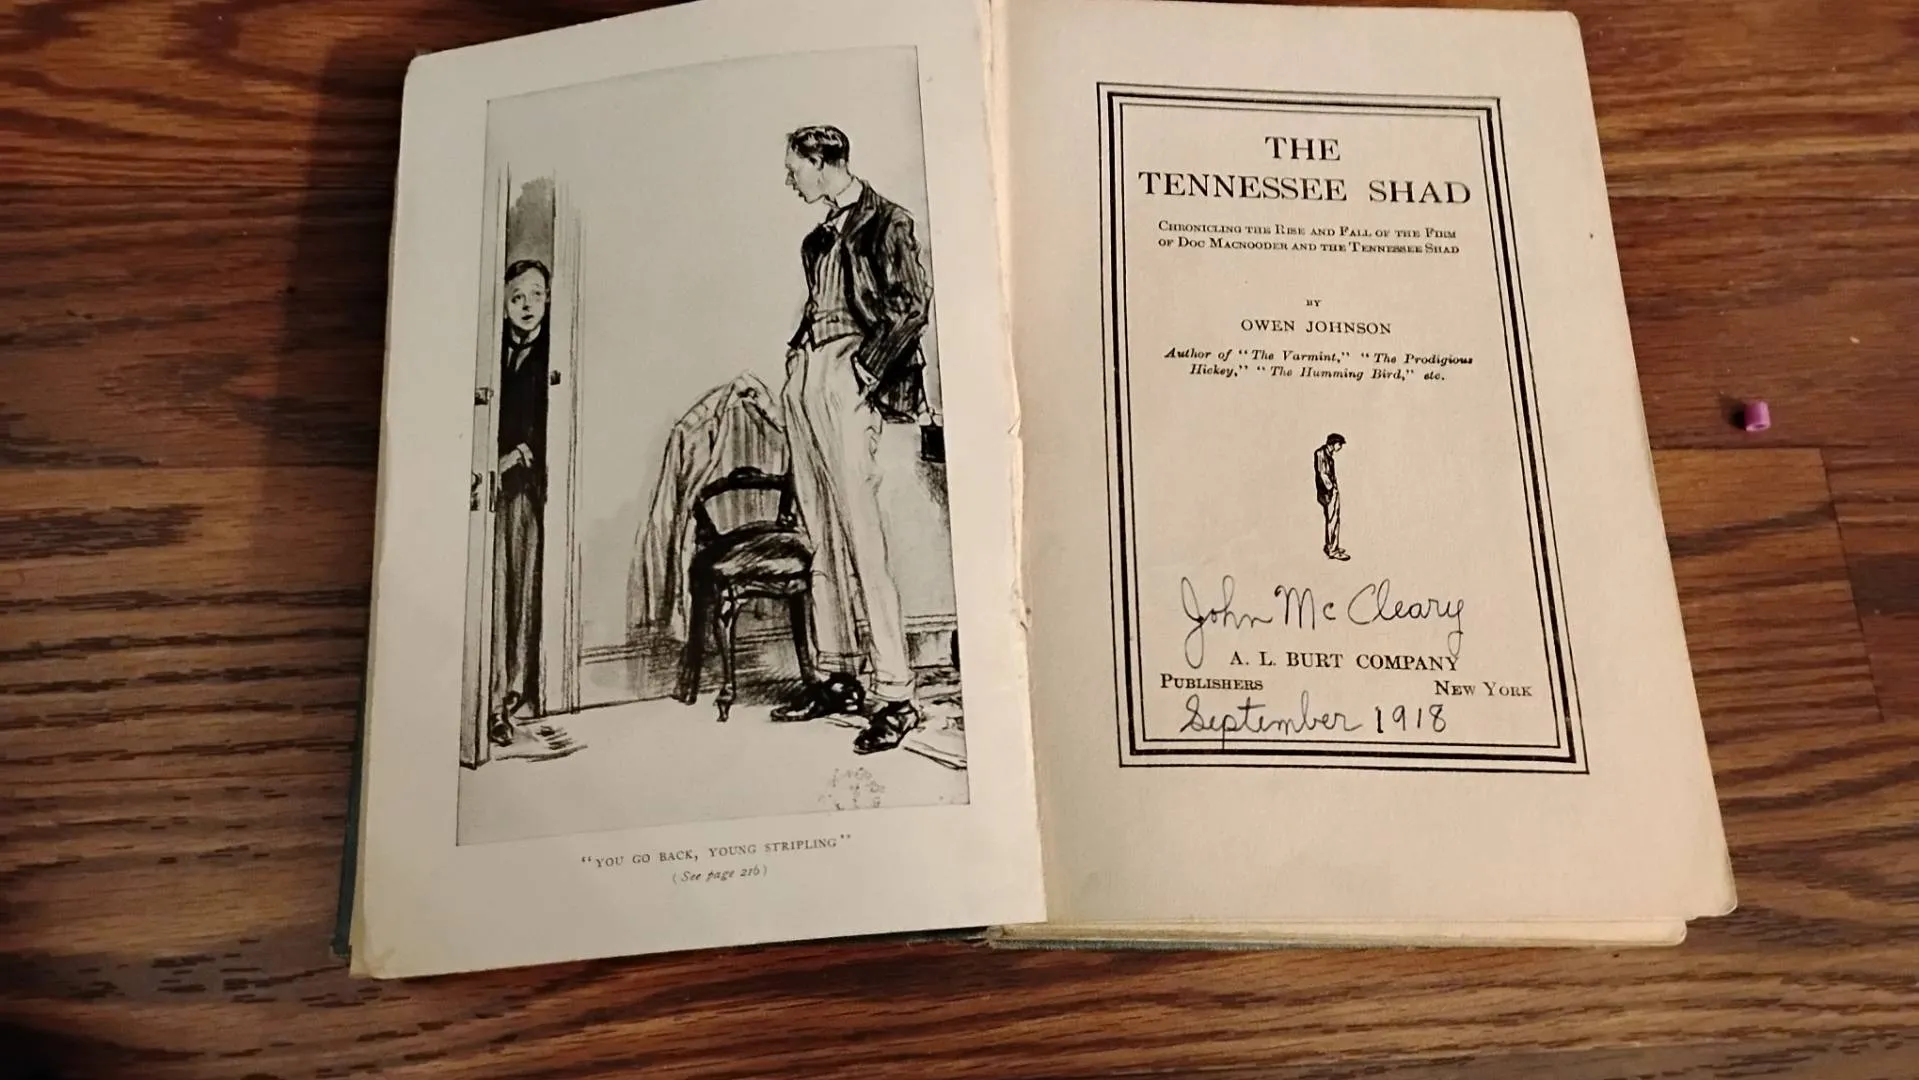 "YOU GO BACK, YOUNG STRIPLING"
(See page 216)
THE
TENNESSEE SHAD
CHRONICLING THE RISE AND FALL OF THE FIRM
OF DOC MACNOODER AND THE TENNESSEE SHAD
BY
OWEN JOHNSON
Author of "The Varmint," "The Prodigious
Hickey," "The Humming Bird," etc.
John McCleary
A. L. BURT COMPANY
PUBLISHERS NEW YORK
September 1918